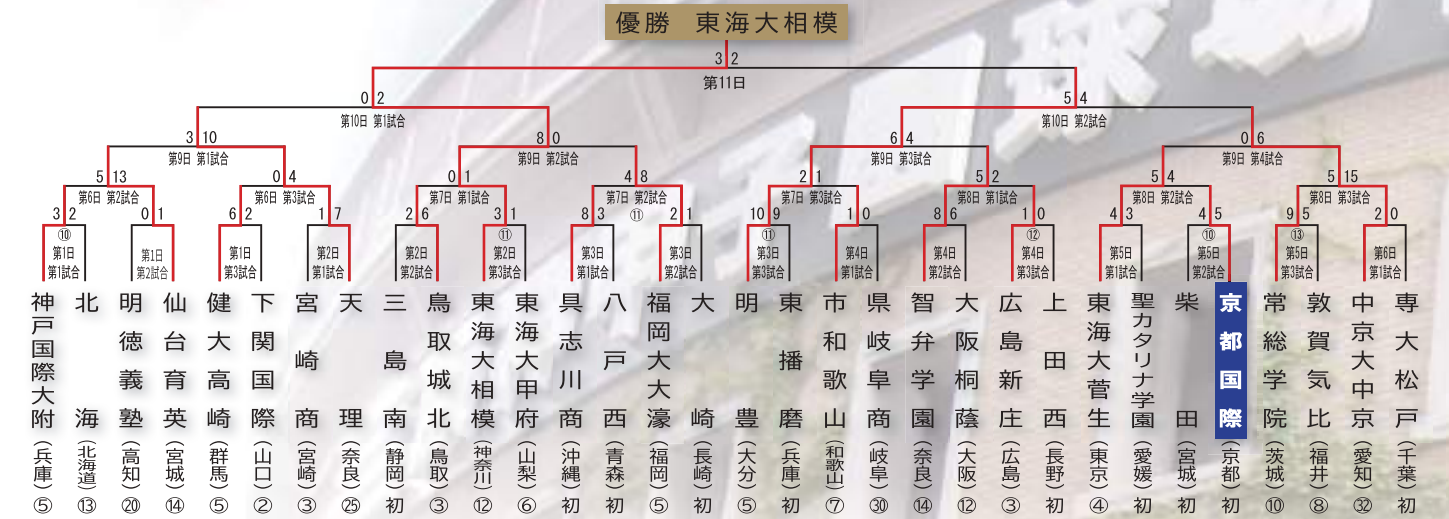 優勝 東海大相模
3 2
第11日
0 2
第10日 第1試合
5 4
第10日 第2試合
3 10
第9日 第1試合
8 0
第9日 第2試合
6 4
第9日 第3試合
0 6
第9日 第4試合
5 13
第6日 第2試合
0 4
第6日 第3試合
0 1
第7日 第1試合
4 8
第7日 第2試合
⑪
2 1
第7日 第3試合
5 2
第8日 第1試合
5 4
第8日 第2試合
5 15
第8日 第3試合
3 2
⑩
第1日
第1試合
0 1
第1日
第2試合
6 2
第1日
第3試合
1 7
第2日
第1試合
2 6
第2日
第2試合
3 1
⑪
第2日
第3試合
8 3
第3日
第1試合
2 1
第3日
第2試合
10 9
⑪
第3日
第3試合
1 0
第4日
第1試合
8 6
第4日
第2試合
1 0
⑫
第4日
第3試合
4 3
第5日
第1試合
4 5
⑩
第5日
第2試合
9 5
⑬
第5日
第3試合
2 0
第6日
第1試合
神戸国際大附(兵庫)⑤
北海(北海道)⑬
明徳義塾(高知)⑳
仙台育英(宮城)⑭
健大高崎(群馬)⑤
下関国際(山口)②
宮崎商(宮崎)③
天理(奈良)㉕
三島南(静岡)初
鳥取城北(鳥取)③
東海大相模(神奈川)⑫
東海大甲府(山梨)⑥
具志川商(沖縄)初
八戸西(青森)初
福岡大大濠(福岡)⑤
大崎(長崎)初
明豊(大分)⑤
東播磨(兵庫)初
市和歌山(和歌山)⑦
県岐阜商(岐阜)㉚
智弁学園(奈良)⑭
大阪桐蔭(大阪)⑫
広島新庄(広島)③
上田西(長野)初
東海大菅生(東京)④
聖カタリナ学園(愛媛)初
柴田(宮城)初
京都国際(京都)初
常総学院(茨城)⑩
敦賀気比(福井)⑧
中京大中京(愛知)㉜
専大松戸(千葉)初